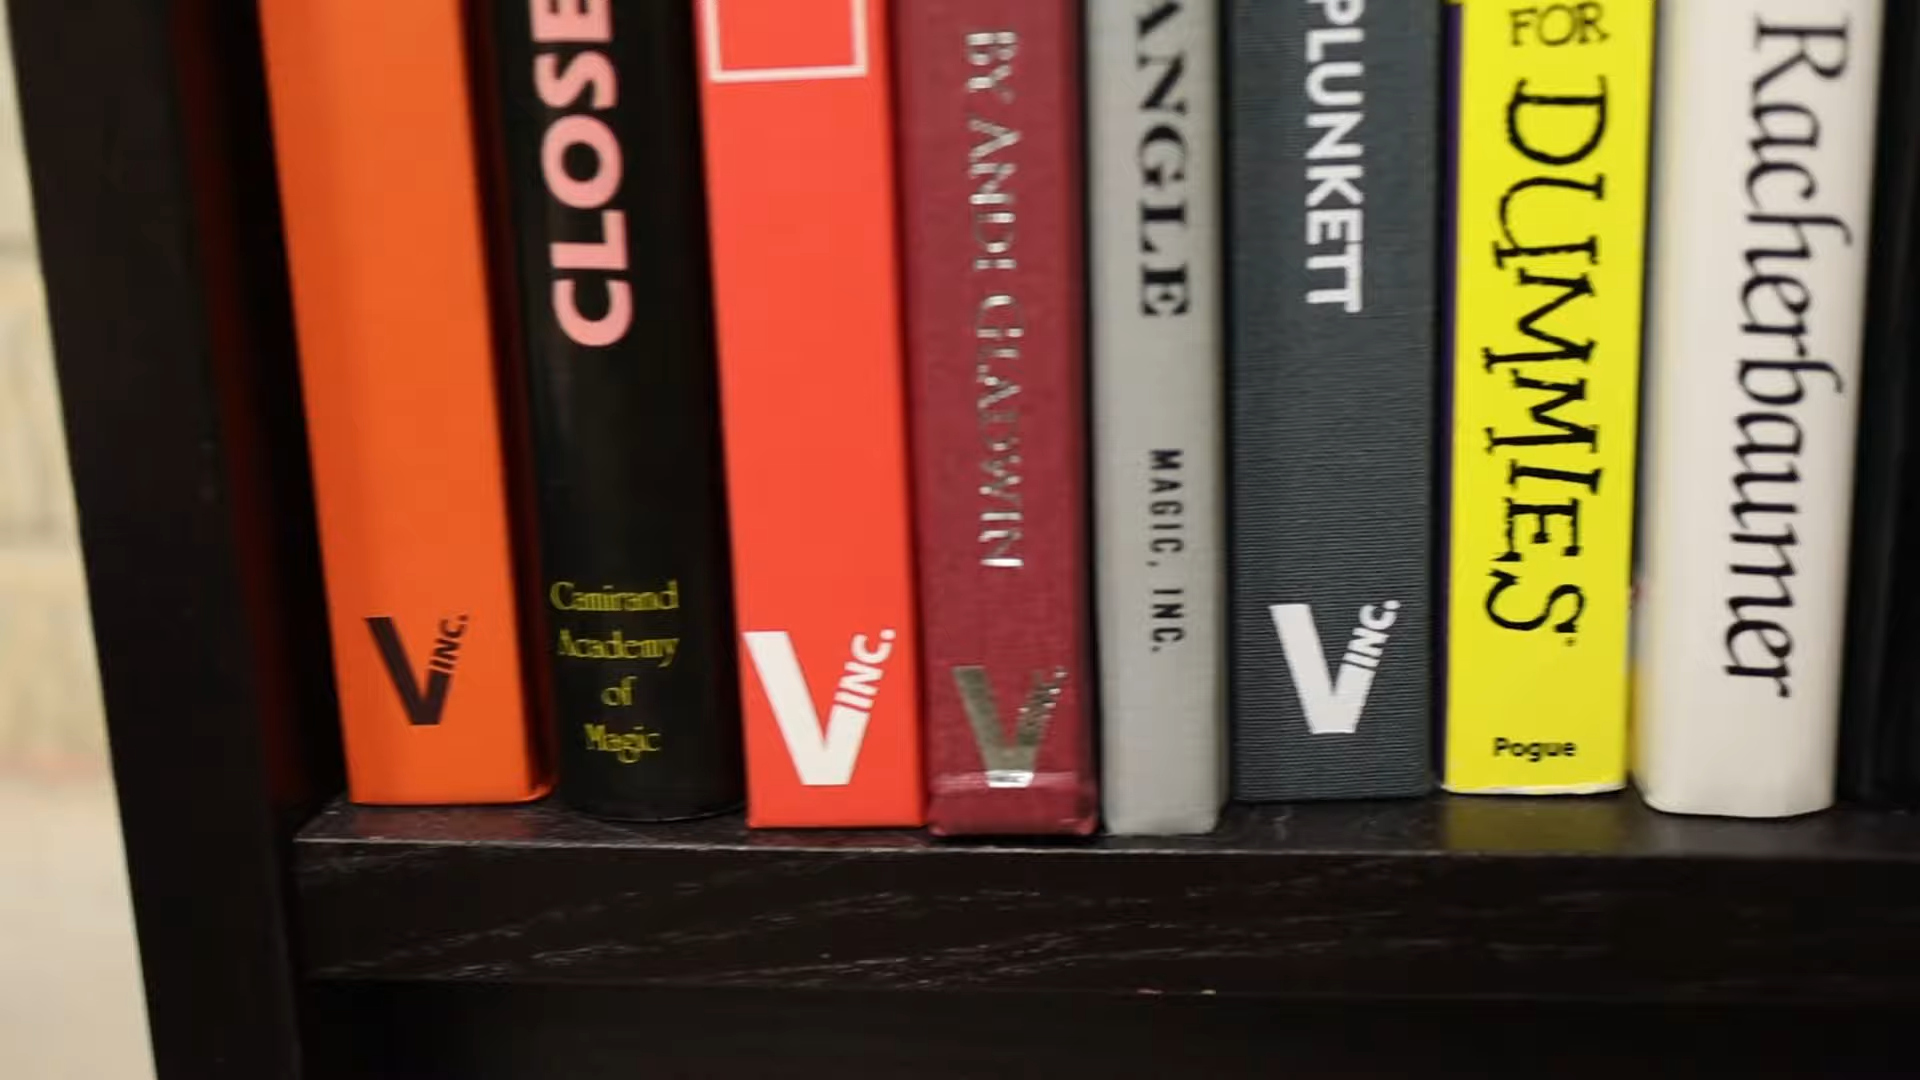 V INC.
CLOSE
Camirand
Academy
of
Magic
V INC.
BY ANDI GLADWIN
V INC.
ANGLE
MAGIC, INC.
PLUNKETT
V INC.
FOR
DUMMIES
Pogue
Racherbaumer